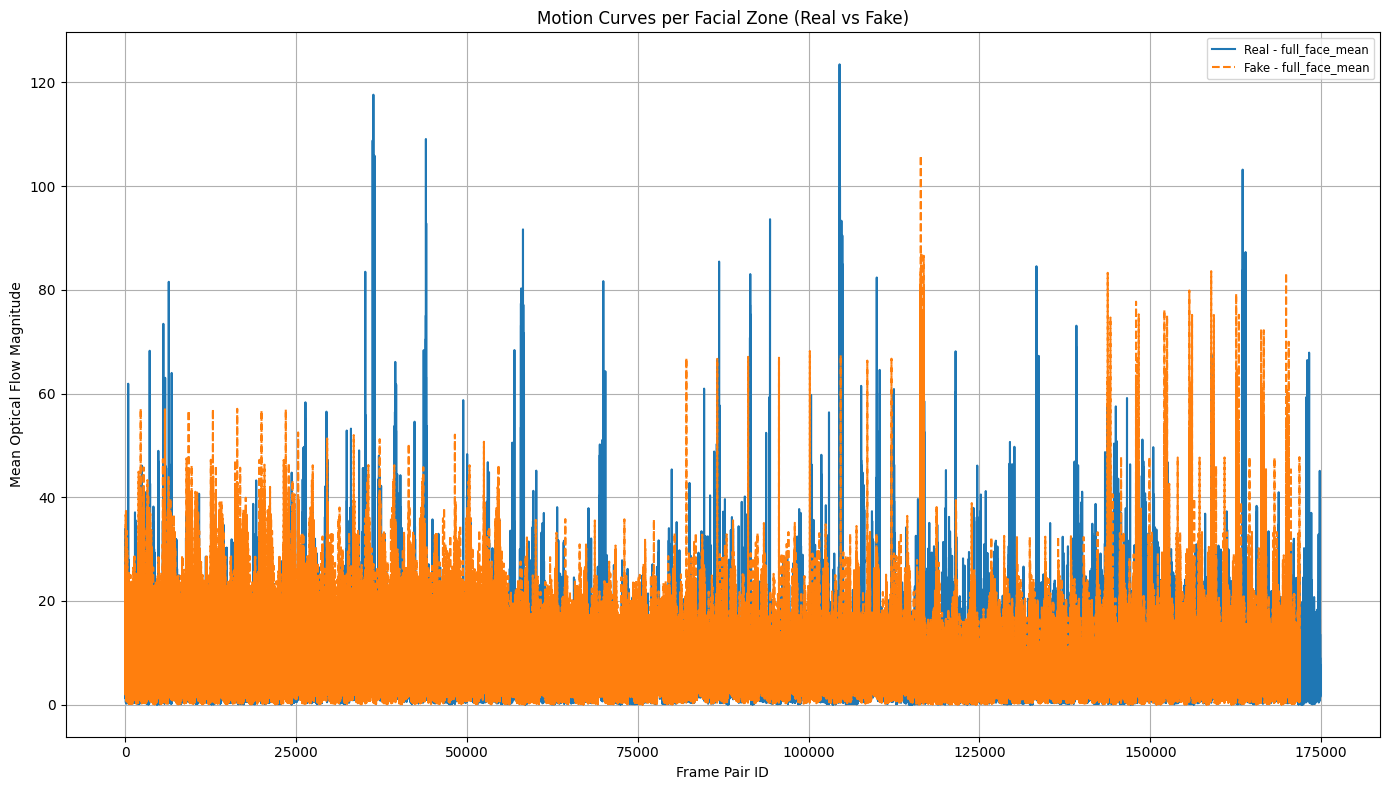 Motion Curves per Facial Zone (Real vs Fake)
Real - full_face_mean
Fake - full_face_mean
Mean Optical Flow Magnitude
120
100
80
60
40
20
0
0 25000 50000 75000 100000 125000 150000 175000
Frame Pair ID